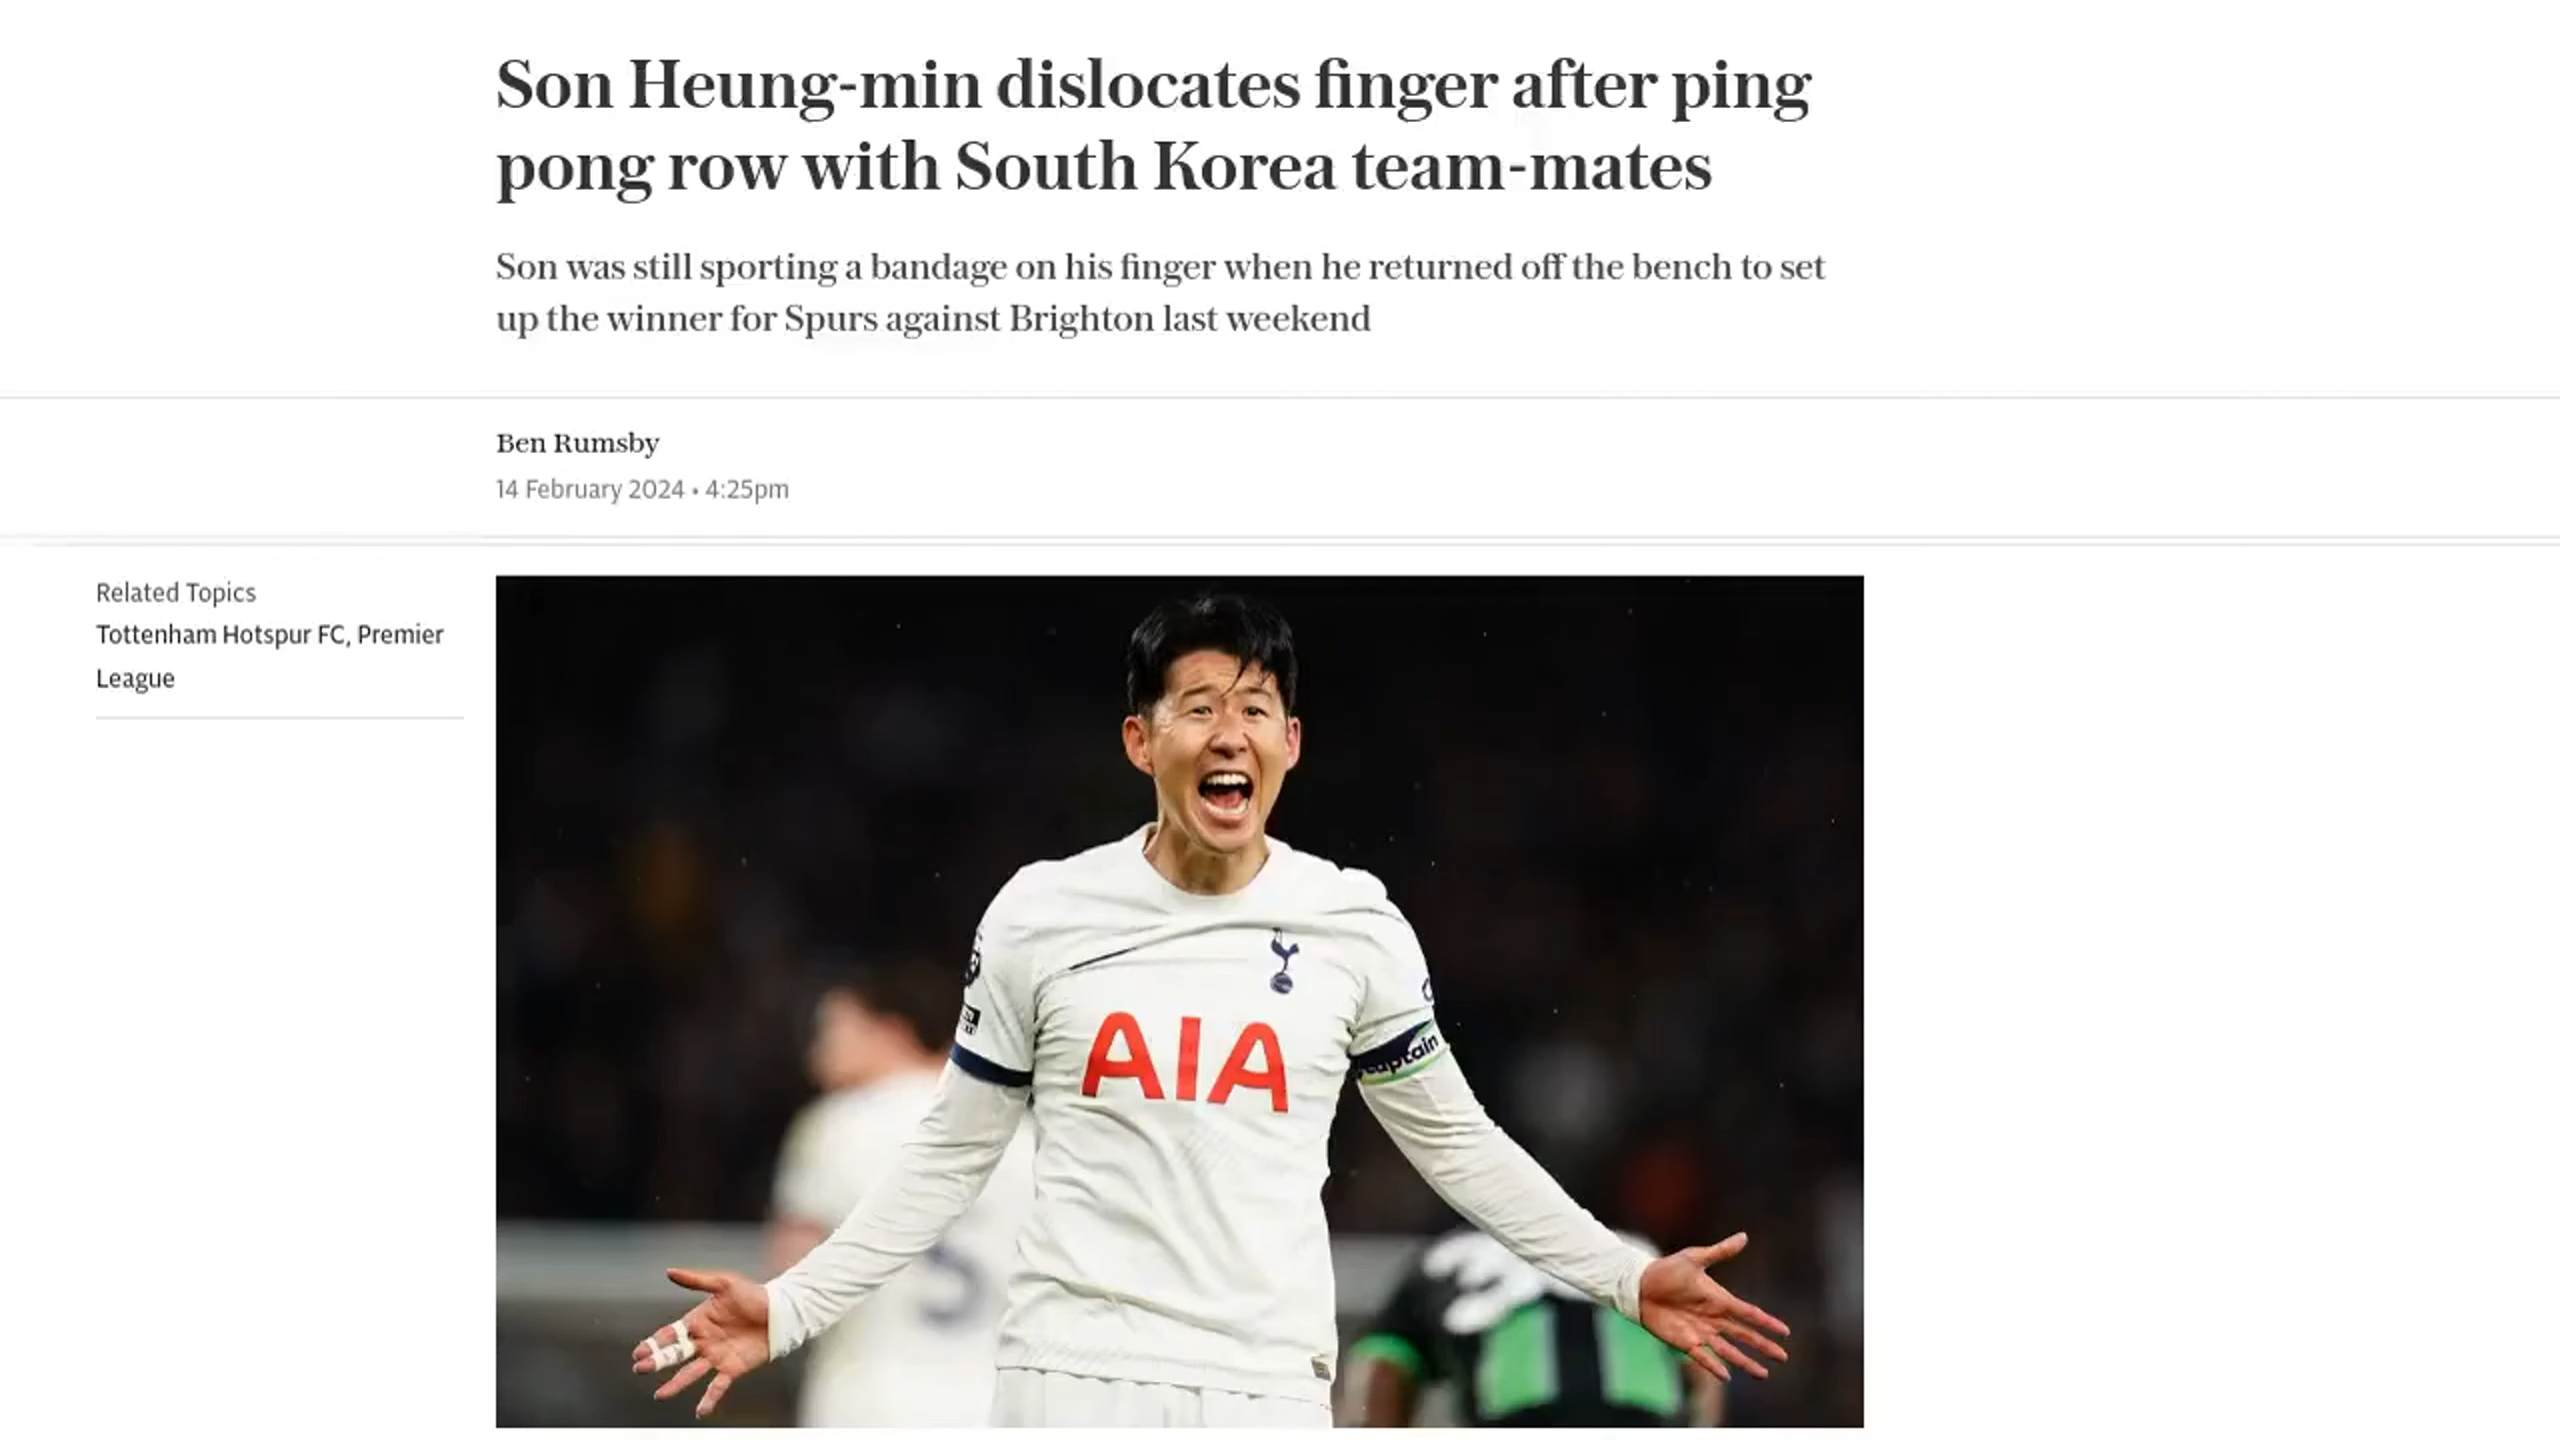 Son Heung-min dislocates finger after ping
pong row with South Korea team-mates
Son was still sporting a bandage on his finger when he returned off the bench to set
up the winner for Spurs against Brighton last weekend
Ben Rumsby
14 February 2024 • 4:25pm
Related Topics
Tottenham Hotspur FC, Premier
League
AIA
captain
5
3